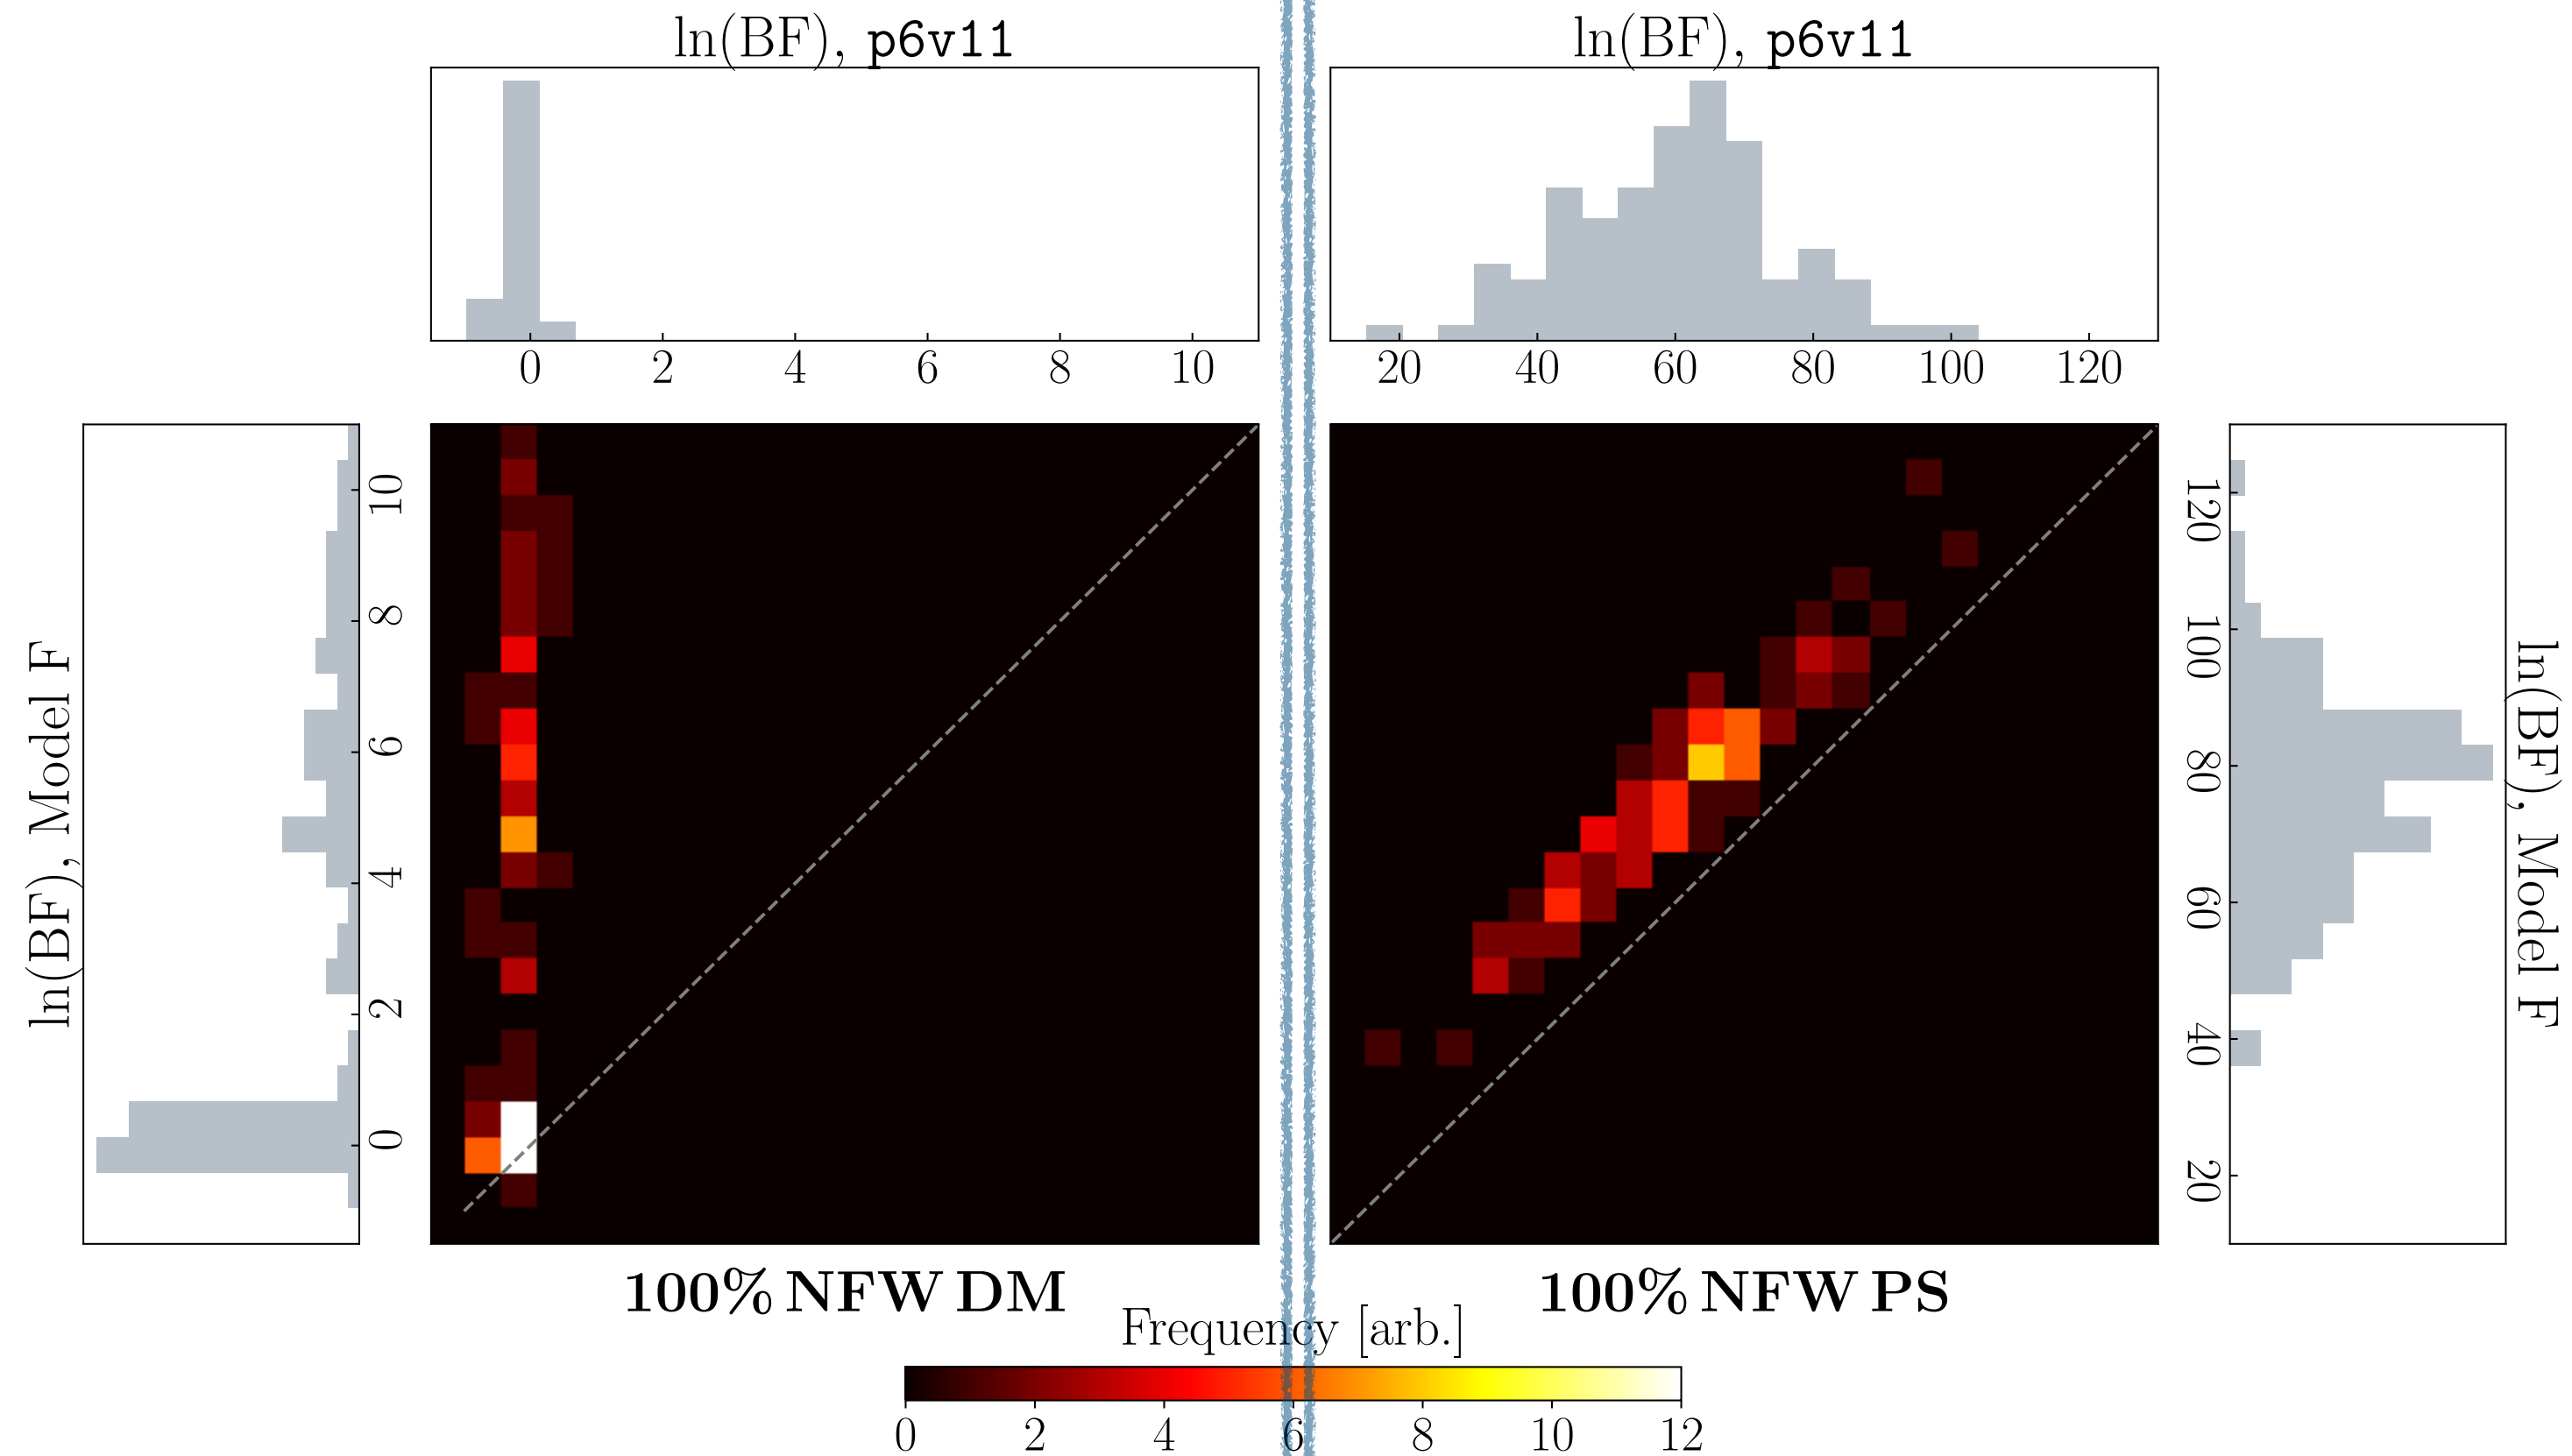 ln(BF), p6v11
ln(BF), p6v11
0 2 4 6 8 10
20 40 60 80 100 120
ln(BF), Model F
10
8
6
4
2
0
120
100
80
60
40
20
ln(BF), Model F
100% NFW DM
100% NFW PS
Frequency [arb.]
0 2 4 6 8 10 12